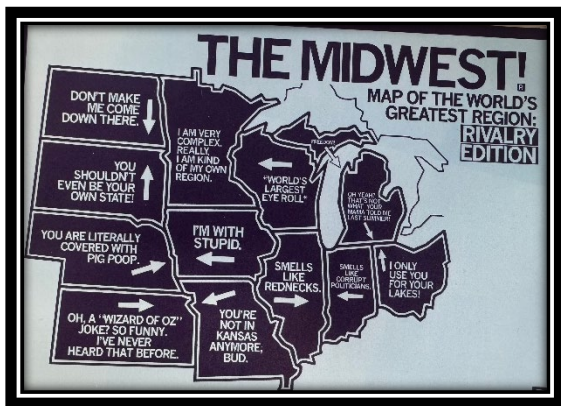 THE MIDWEST!
MAP OF THE WORLD'S
GREATEST REGION:
RIVALRY
EDITION
DON'T MAKE
ME COME
DOWN THERE.
I AM VERY
COMPLEX.
REALLY.
I AM KIND
OF MY OWN
REGION.
FREEDOM!
"WORLD'S
LARGEST
EYE ROLL"
OH YEAH?
THAT'S NOT
WHAT YOUR
MAMA TOLD ME
LAST SUMMER!
YOU
SHOULDN'T
EVEN BE YOUR
OWN STATE!
YOU ARE LITERALLY
COVERED WITH
PIG POOP.
I'M WITH
STUPID.
SMELLS
LIKE
REDNECKS.
SMELLS
LIKE
CORRUPT
POLITICIANS.
I ONLY
USE YOU
FOR YOUR
LAKES!
OH, A "WIZARD OF OZ"
JOKE? SO FUNNY.
I'VE NEVER
HEARD THAT BEFORE.
YOU'RE
NOT IN
KANSAS
ANYMORE,
BUD.